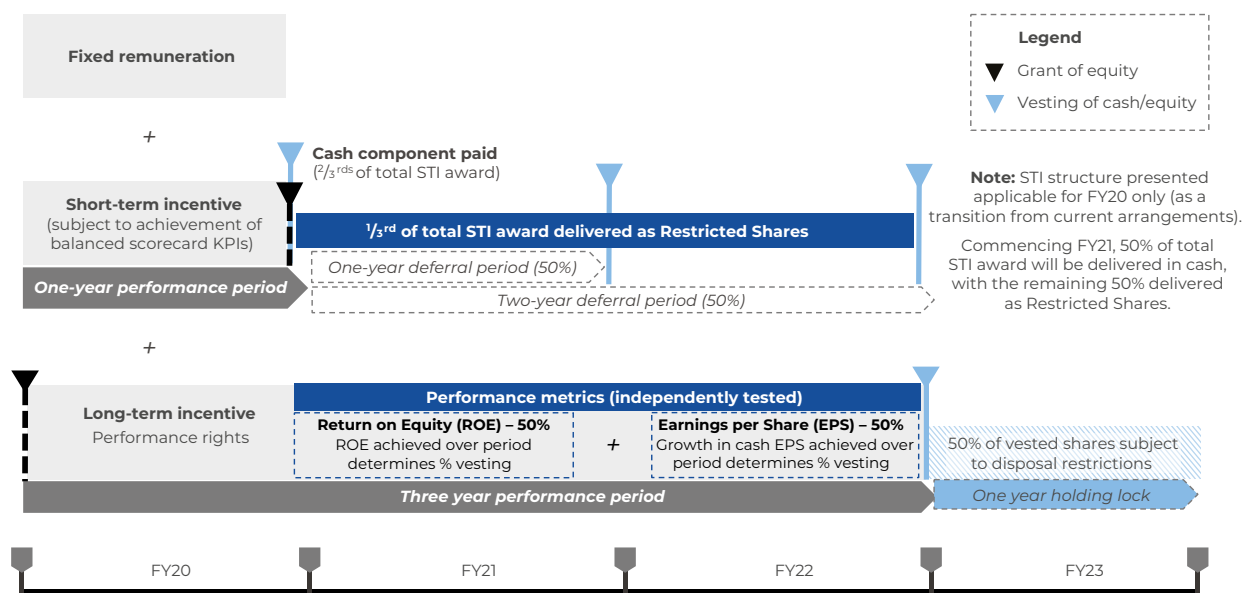 Fixed remuneration
Legend
Grant of equity
Vesting of cash/equity
+
Cash component paid
(2/3rds of total STI award)
Short-term incentive
(subject to achievement of
balanced scorecard KPIs)
1/3rd of total STI award delivered as Restricted Shares
One-year deferral period (50%)
One-year performance period
Two-year deferral period (50%)
Note: STI structure presented
applicable for FY20 only (as a
transition from current arrangements).
Commencing FY21, 50% of total
STI award will be delivered in cash,
with the remaining 50% delivered
as Restricted Shares.
+
Long-term incentive
Performance rights
Performance metrics (independently tested)
Return on Equity (ROE) – 50%
ROE achieved over period
determines % vesting
+
Earnings per Share (EPS) – 50%
Growth in cash EPS achieved over
period determines % vesting
50% of vested shares subject
to disposal restrictions
Three year performance period
One year holding lock
FY20
FY21
FY22
FY23